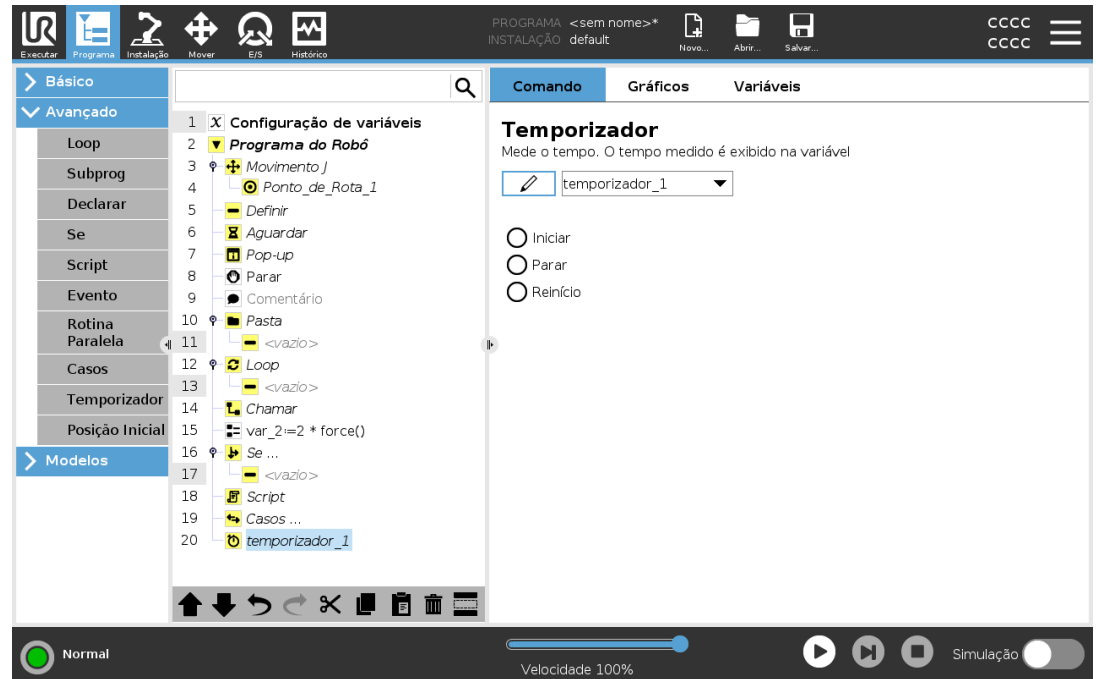 PROGRAMA <sem nome>*
INSTALAÇÃO default
CCCC
CCCC
Executar
Programa
Instalação
Mover
E/S
Histórico
Novo...
Abrir...
Salvar...
Básico
Avançado
Loop
Subprog
Declarar
Se
Script
Evento
Rotina
Paralela
Casos
Temporizador
Posição Inicial
Modelos
1 X Configuração de variáveis
2 Programa do Robô
3 Movimento J
4 Ponto_de_Rota_1
5 Definir
6 Aguardar
7 Pop-up
8 Parar
9 Comentário
10 Pasta
11 <vazio>
12 Loop
13 <vazio>
14 Chamar
15 var_2:=2 * force()
16 Se ...
17 <vazio>
18 Script
19 Casos ...
20 temporizador_1
Comando Gráficos Variáveis
Temporizador
Mede o tempo. O tempo medido é exibido na variável
temporizador_1
Iniciar
Parar
Reinício
Normal
Velocidade 100%
Simulação